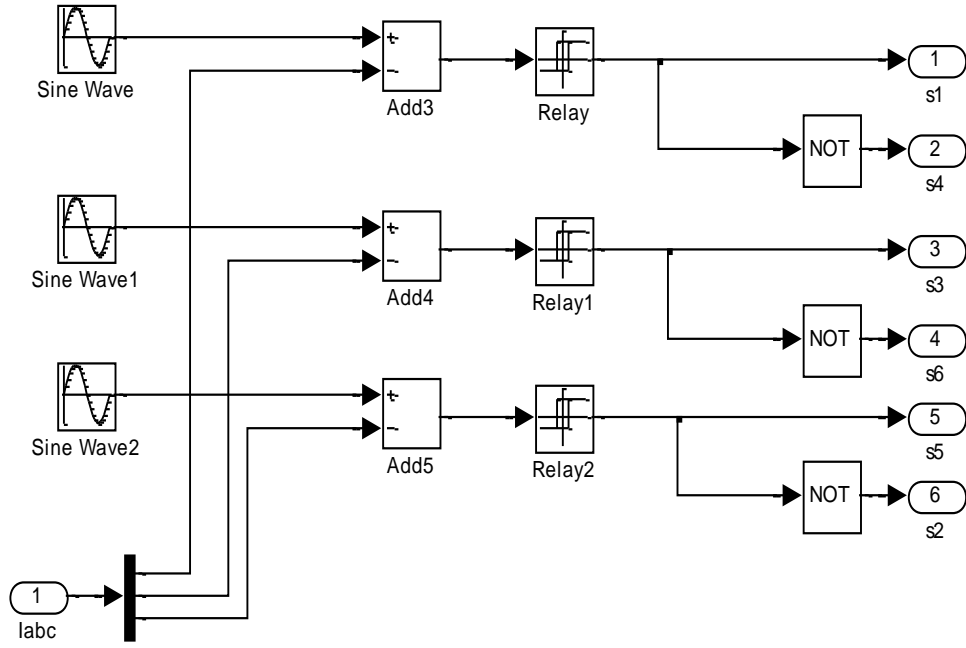 Sine Wave
+
−
Add3
Relay
1
s1
NOT
2
s4
Sine Wave1
+
−
Add4
Relay1
3
s3
NOT
4
s6
Sine Wave2
+
−
Add5
Relay2
5
s5
NOT
6
s2
1
Iabc